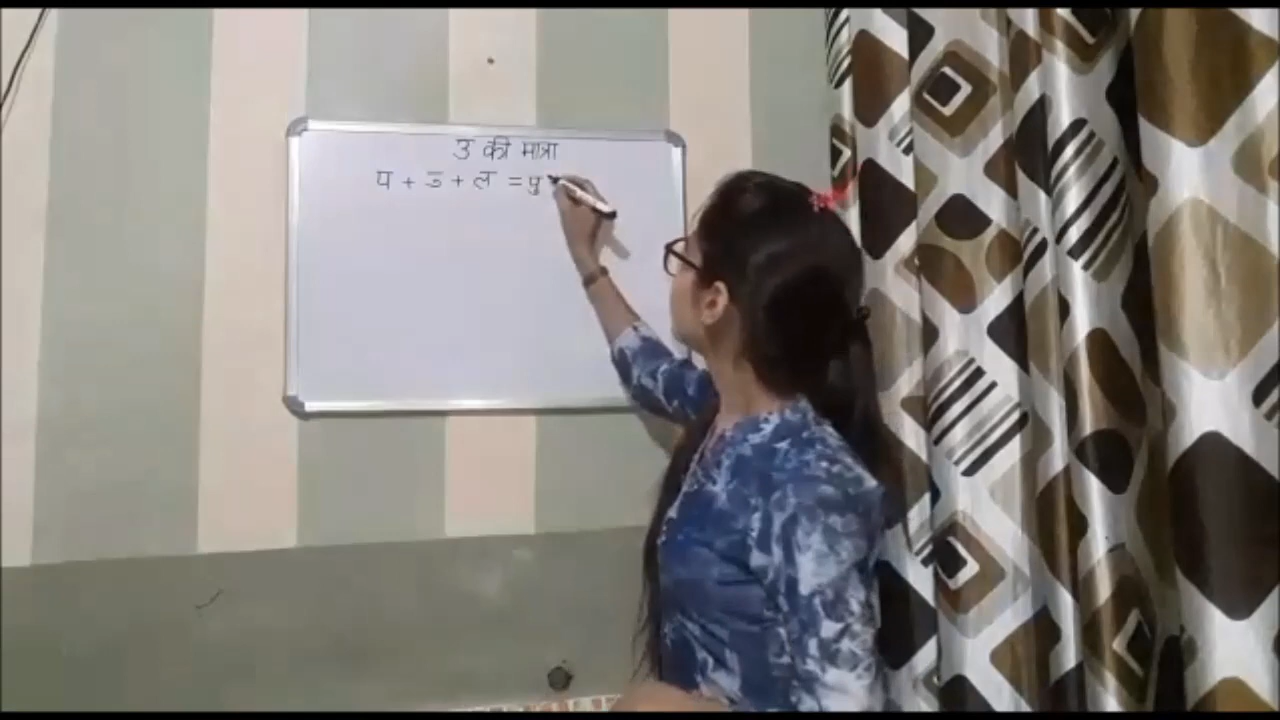 उ की मात्रा
प + उ + ल = पु